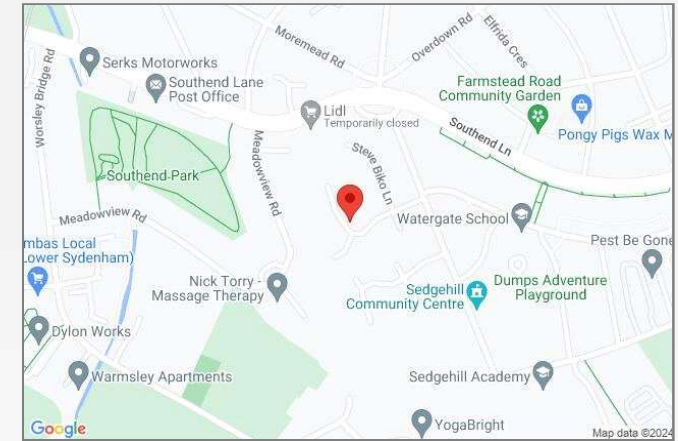 Worsley Bridge Rd
Serks Motorworks
Southend Lane
Post Office
Moremead Rd
Overdown Rd
Elfrida Cres
Lidl
Temporarily closed
Farmstead Road
Community Garden
Pongy Pigs Wax M
Southend Ln
Steve Biko Ln
Meadowview Rd
Southend Park
Meadowview Rd
Watergate School
Pest Be Gone
mbas Local
Lower Sydenham)
Nick Torry -
Massage Therapy
Sedgehill
Community Centre
Dumps Adventure
Playground
Dylon Works
Warmsley Apartments
Sedgehill Academy
YogaBright
Google
Map data ©2024